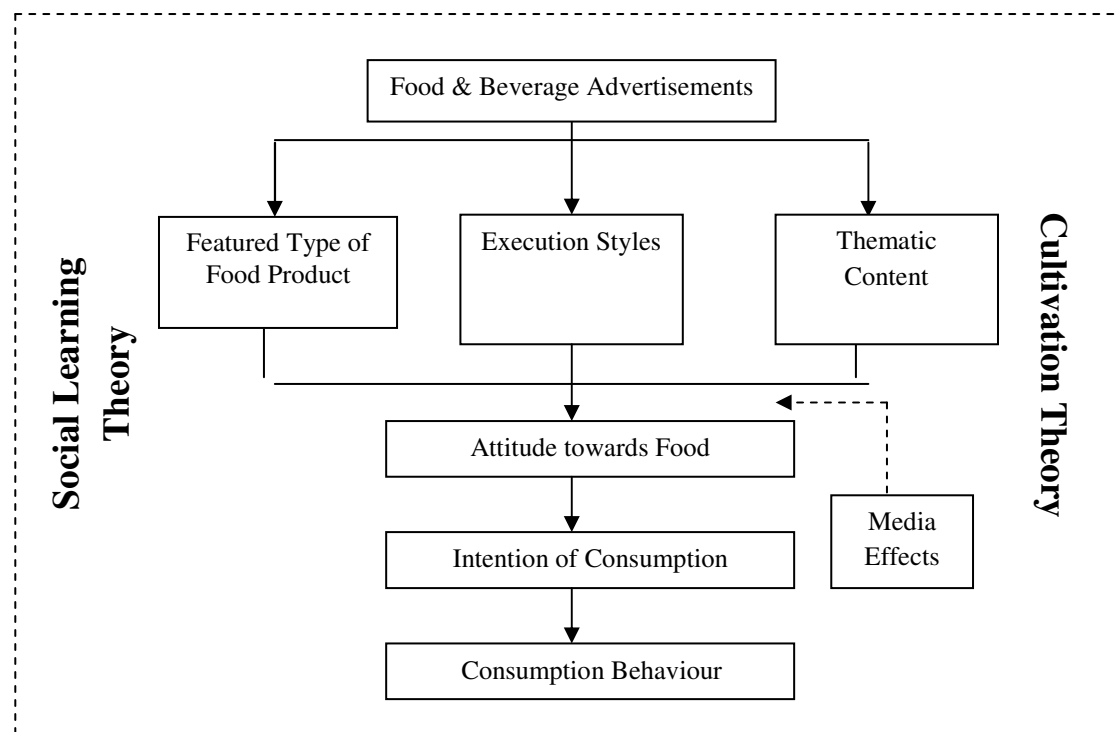 Food & Beverage Advertisements
Featured Type of
Food Product
Execution Styles
Thematic
Content
Social Learning
Theory
Cultivation Theory
Attitude towards Food
Intention of Consumption
Media
Effects
Consumption Behaviour